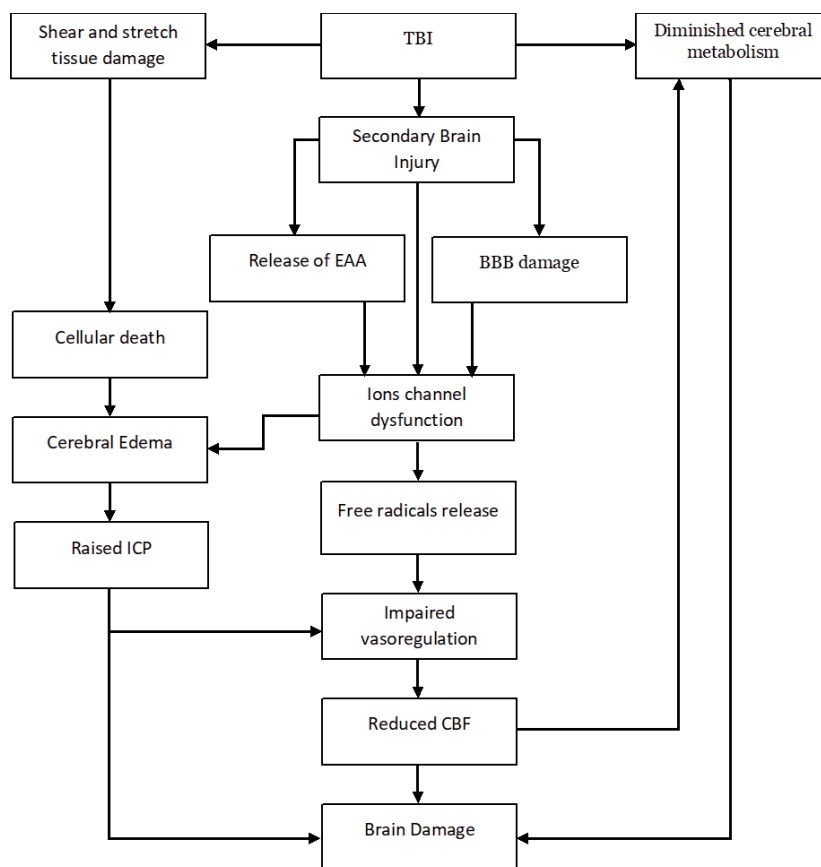 Shear and stretch
tissue damage
TBI
Diminished cerebral
metabolism
Secondary Brain
Injury
Release of EAA
BBB damage
Cellular death
Ions channel
dysfunction
Cerebral Edema
Free radicals release
Raised ICP
Impaired
vasoregulation
Reduced CBF
Brain Damage